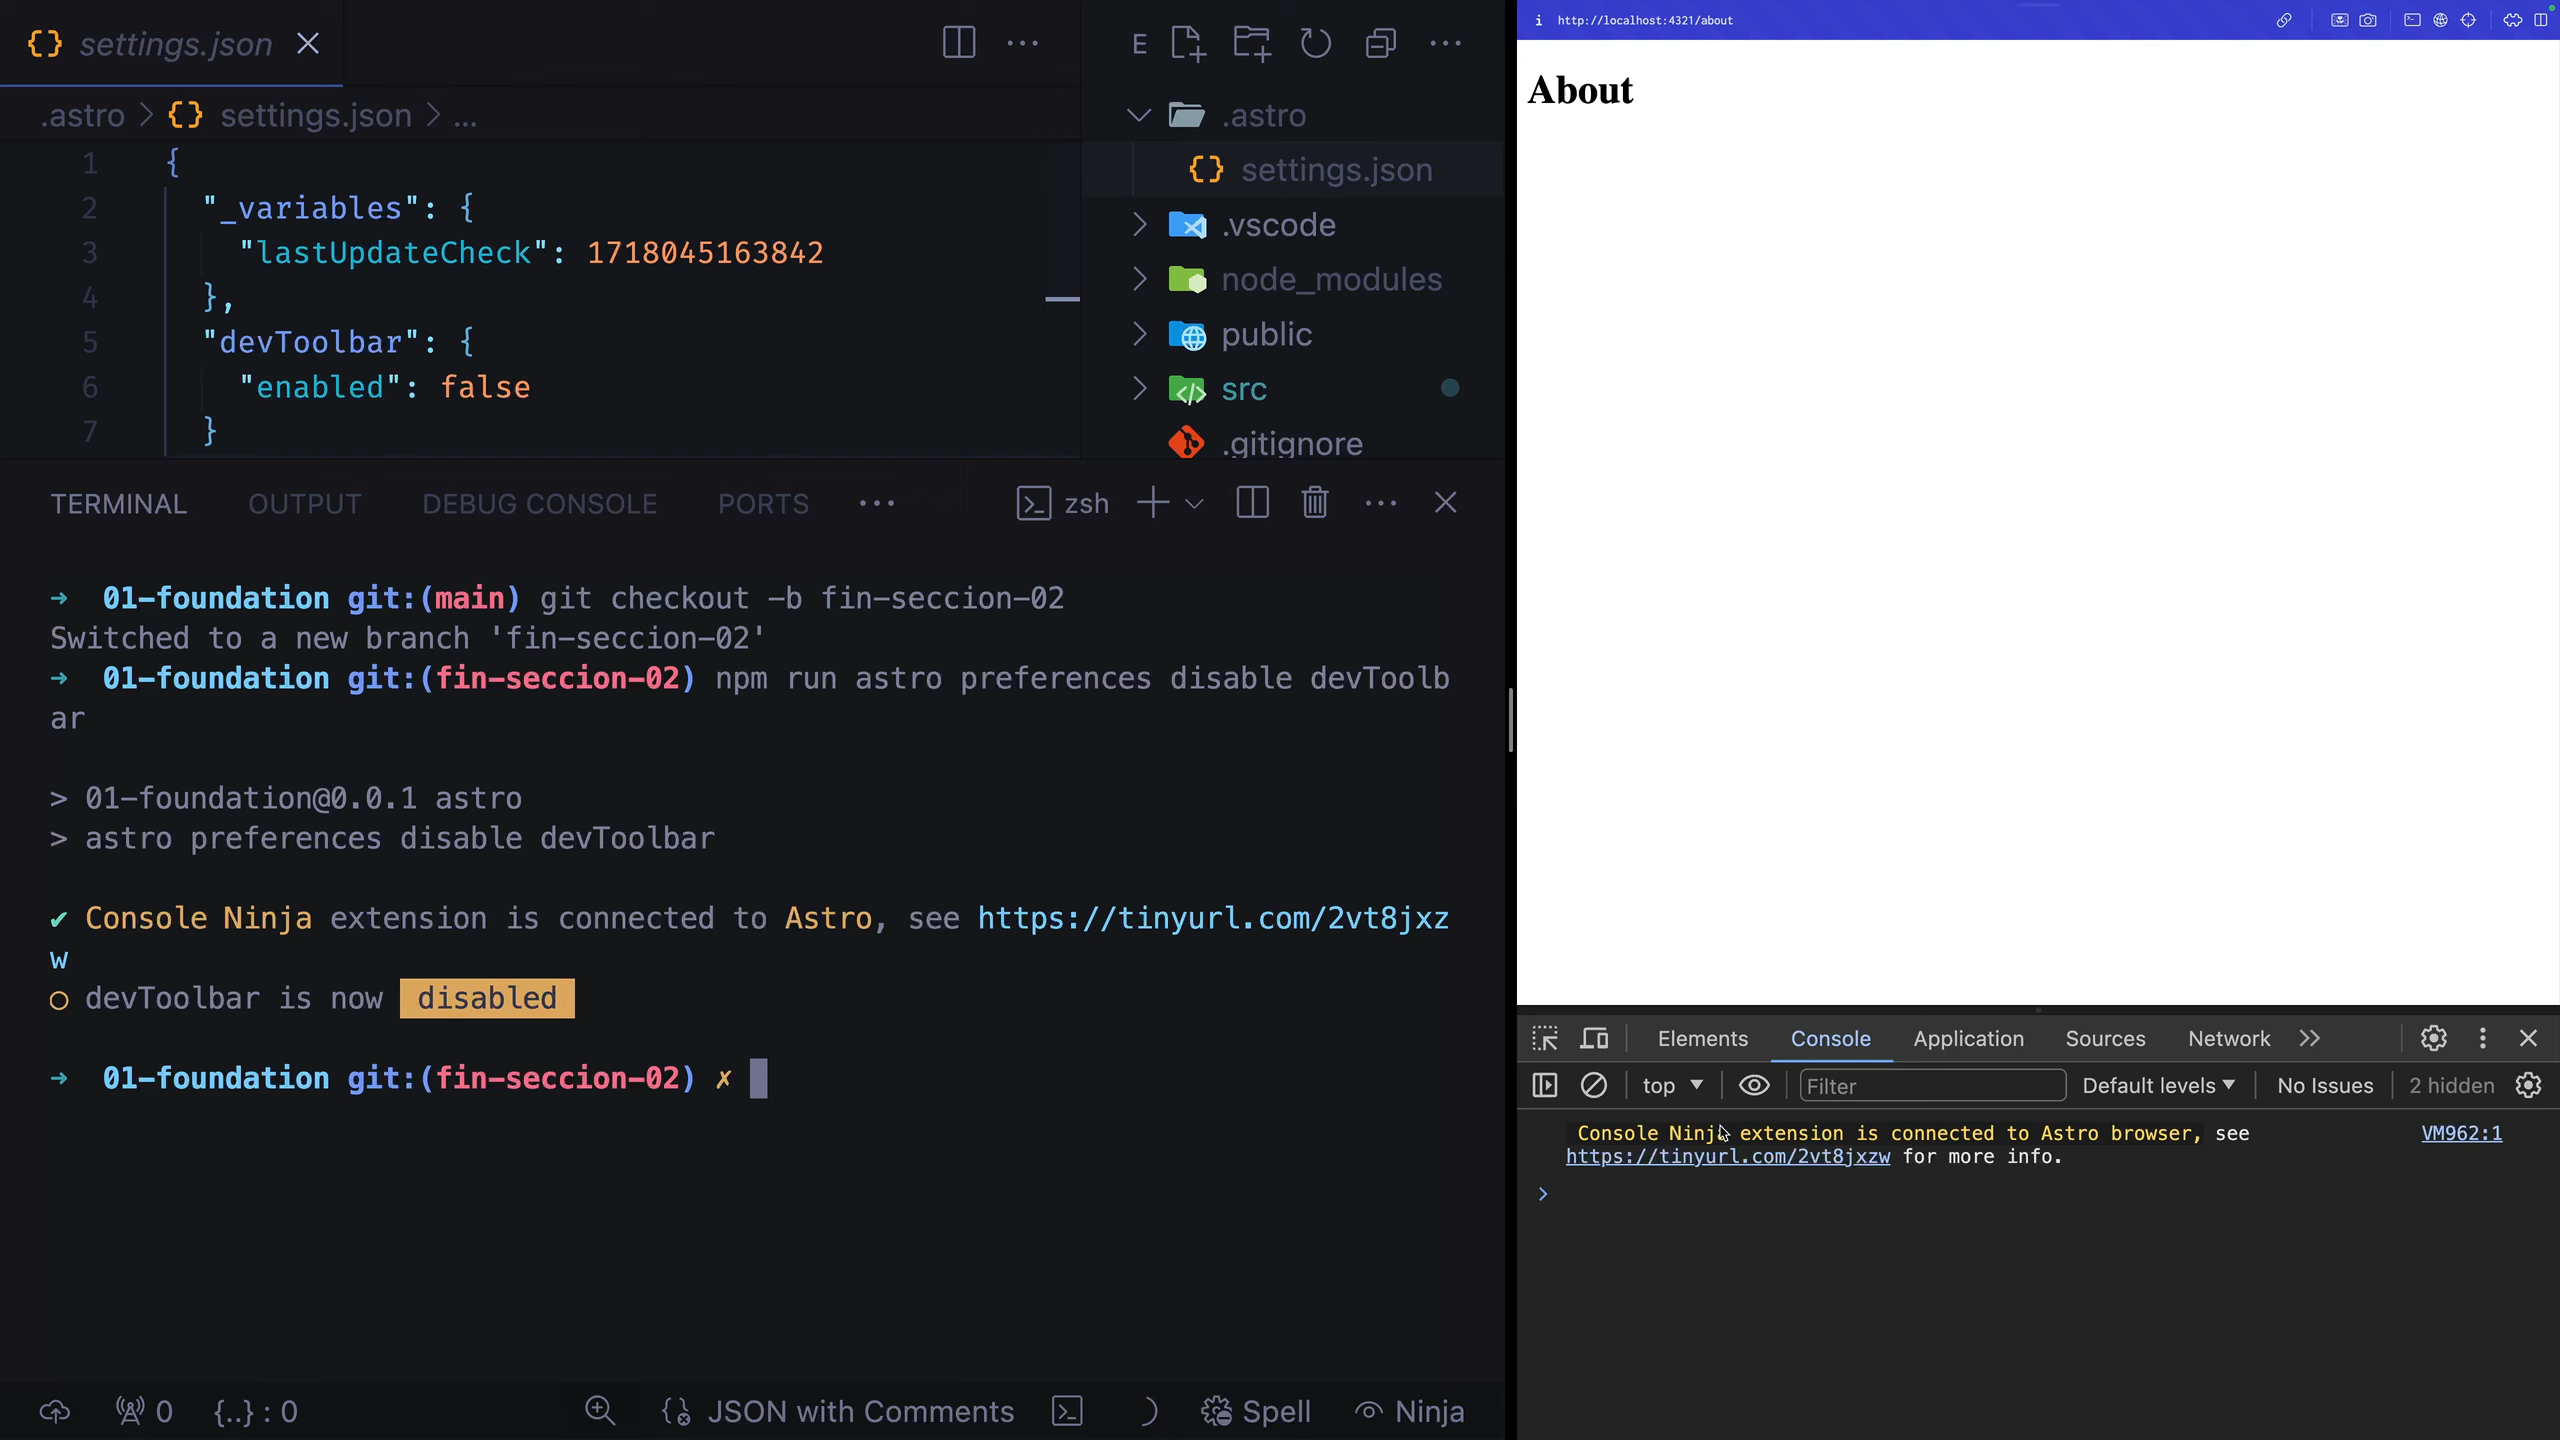 settings.json
E
.astro > settings.json > ...
1 {
2 "_variables": {
3 "lastUpdateCheck": 1718045163842
4 },
5 "devToolbar": {
6 "enabled": false
7 }
.astro
settings.json
.vscode
node_modules
public
src
.gitignore
TERMINAL OUTPUT DEBUG CONSOLE PORTS zsh
→ 01-foundation git:(main) git checkout -b fin-seccion-02
Switched to a new branch 'fin-seccion-02'
→ 01-foundation git:(fin-seccion-02) npm run astro preferences disable devToolb
ar
> 01-foundation@0.0.1 astro
> astro preferences disable devToolbar
✔ Console Ninja extension is connected to Astro, see https://tinyurl.com/2vt8jxz
w
○ devToolbar is now disabled
→ 01-foundation git:(fin-seccion-02) ✗
0 {..} : 0 JSON with Comments Spell Ninja
http://localhost:4321/about
About
Elements Console Application Sources Network
top Filter Default levels No Issues 2 hidden
Console Ninja extension is connected to Astro browser, see VM962:1
https://tinyurl.com/2vt8jxzw for more info.